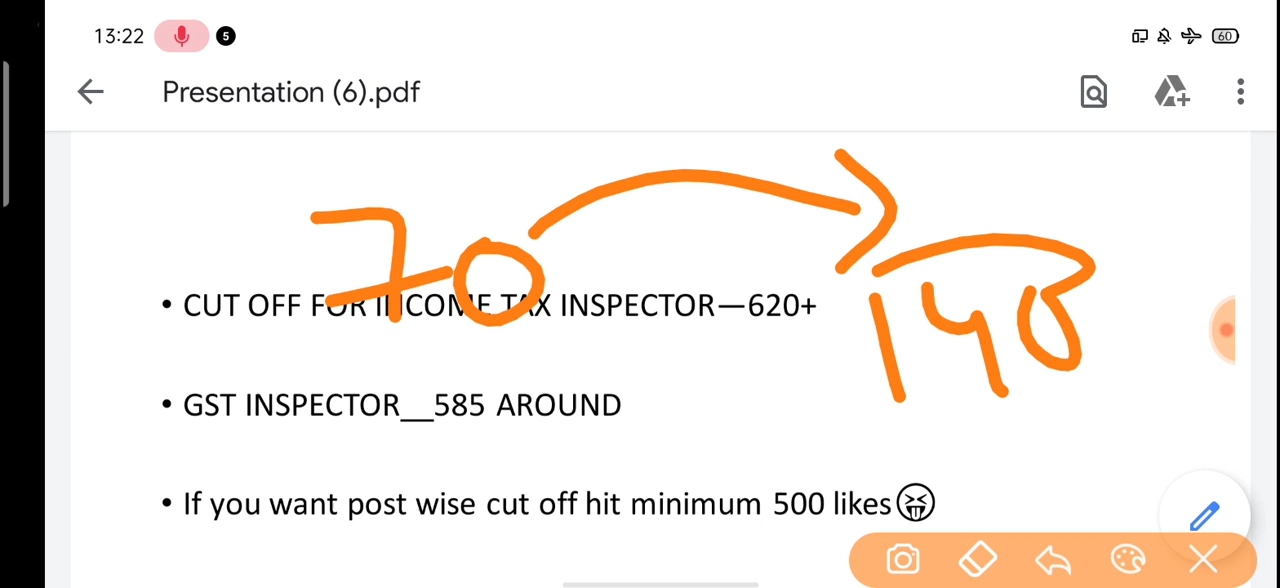 13:22 5 60
Presentation (6).pdf
70 148
• CUT OFF FOR INCOME TAX INSPECTOR—620+
• GST INSPECTOR__585 AROUND
• If you want post wise cut off hit minimum 500 likes😝